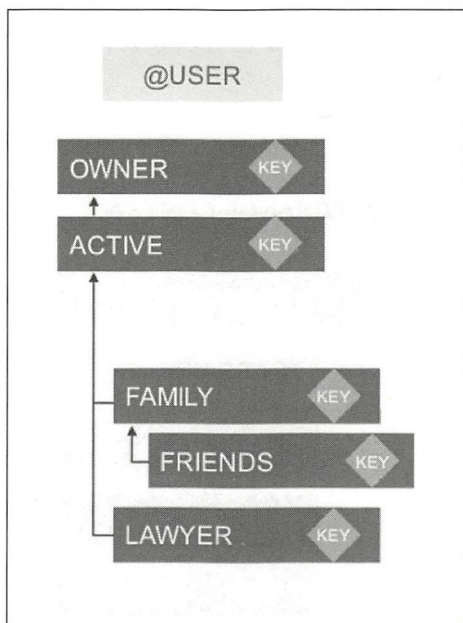 @USER
OWNER KEY
ACTIVE KEY
FAMILY KEY
FRIENDS KEY
LAWYER KEY